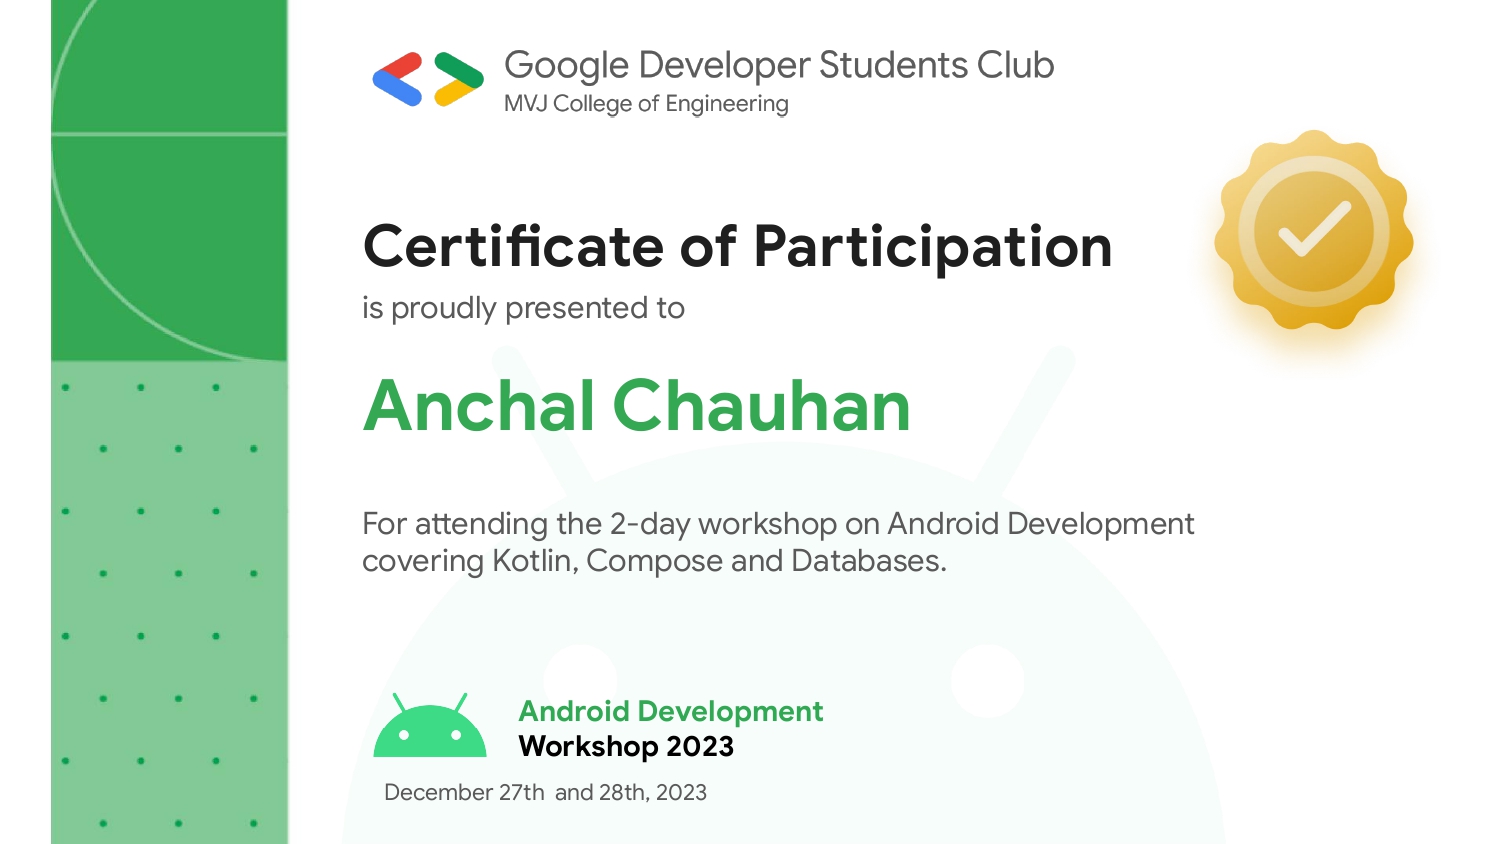 Google Developer Students Club
MVJ College of Engineering
Certificate of Participation
is proudly presented to
Anchal Chauhan
For attending the 2-day workshop on Android Development
covering Kotlin, Compose and Databases.
Android Development
Workshop 2023
December 27th and 28th, 2023